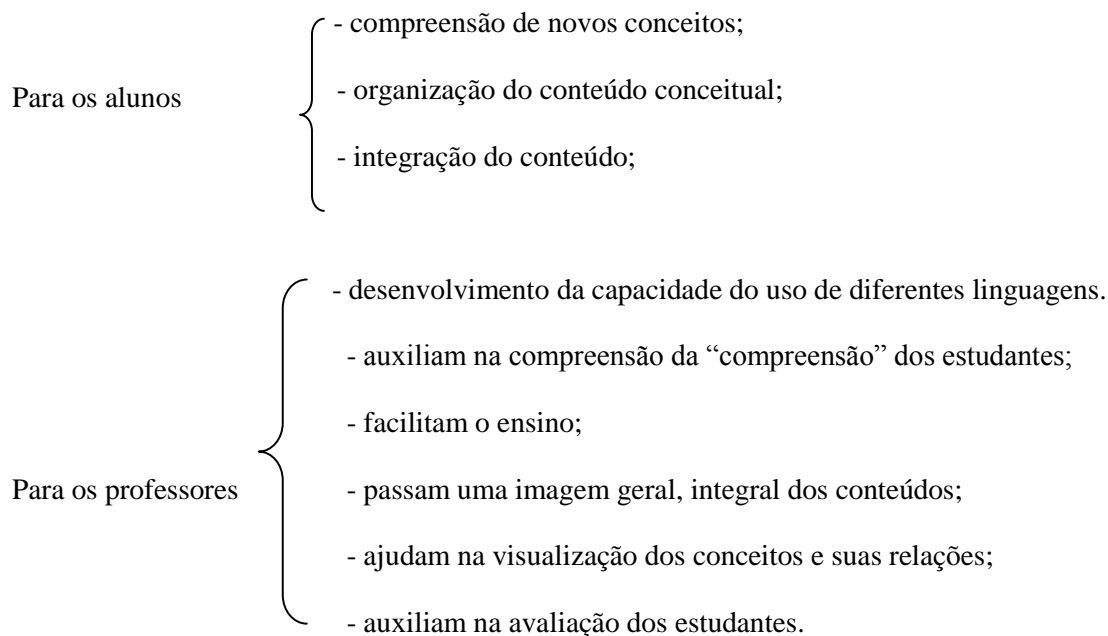 - compreensão de novos conceitos;
- organização do conteúdo conceitual;
Para os alunos
- integração do conteúdo;
- desenvolvimento da capacidade do uso de diferentes linguagens.
- auxiliam na compreensão da “compreensão” dos estudantes;
- facilitam o ensino;
Para os professores
- passam uma imagem geral, integral dos conteúdos;
- ajudam na visualização dos conceitos e suas relações;
- auxiliam na avaliação dos estudantes.